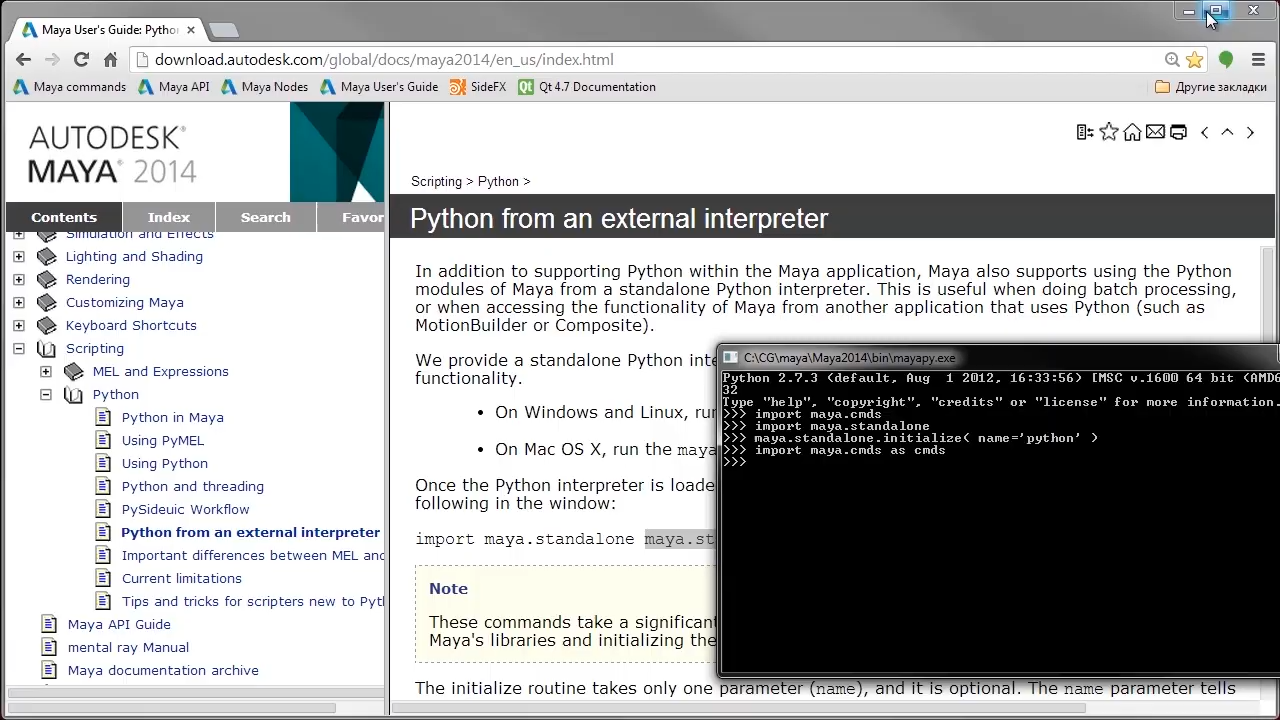 Maya User's Guide: Pytho
download.autodesk.com/global/docs/maya2014/en_us/index.html
Maya commands
Maya API
Maya Nodes
Maya User's Guide
SideFX
Qt 4.7 Documentation
Другие закладки
AUTODESK®
MAYA® 2014
Contents
Index
Search
Favor
Simulation and Effects
Lighting and Shading
Rendering
Customizing Maya
Keyboard Shortcuts
Scripting
MEL and Expressions
Python
Python in Maya
Using PyMEL
Using Python
Python and threading
PySideuic Workflow
Python from an external interpreter
Important differences between MEL and
Current limitations
Tips and tricks for scripters new to Pyth
Maya API Guide
mental ray Manual
Maya documentation archive
Scripting > Python >
Python from an external interpreter
In addition to supporting Python within the Maya application, Maya also supports using the Python
modules of Maya from a standalone Python interpreter. This is useful when doing batch processing,
or when accessing the functionality of Maya from another application that uses Python (such as
MotionBuilder or Composite).
We provide a standalone Python inte
functionality.
• On Windows and Linux, run
• On Mac OS X, run the maya
Once the Python interpreter is loade
following in the window:
import maya.standalone maya.st
Note
These commands take a significant
Maya's libraries and initializing the
The initialize routine takes only one parameter (name), and it is optional. The name parameter tells
C:\CG\maya\Maya2014\bin\mayapy.exe
Python 2.7.3 (default, Aug  1 2012, 16:33:56) [MSC v.1600 64 bit (AMD6
32
Type "help", "copyright", "credits" or "license" for more information.
>>> import maya.cmds
>>> import maya.standalone
>>> maya.standalone.initialize( name='python' )
>>> import maya.cmds as cmds
>>>